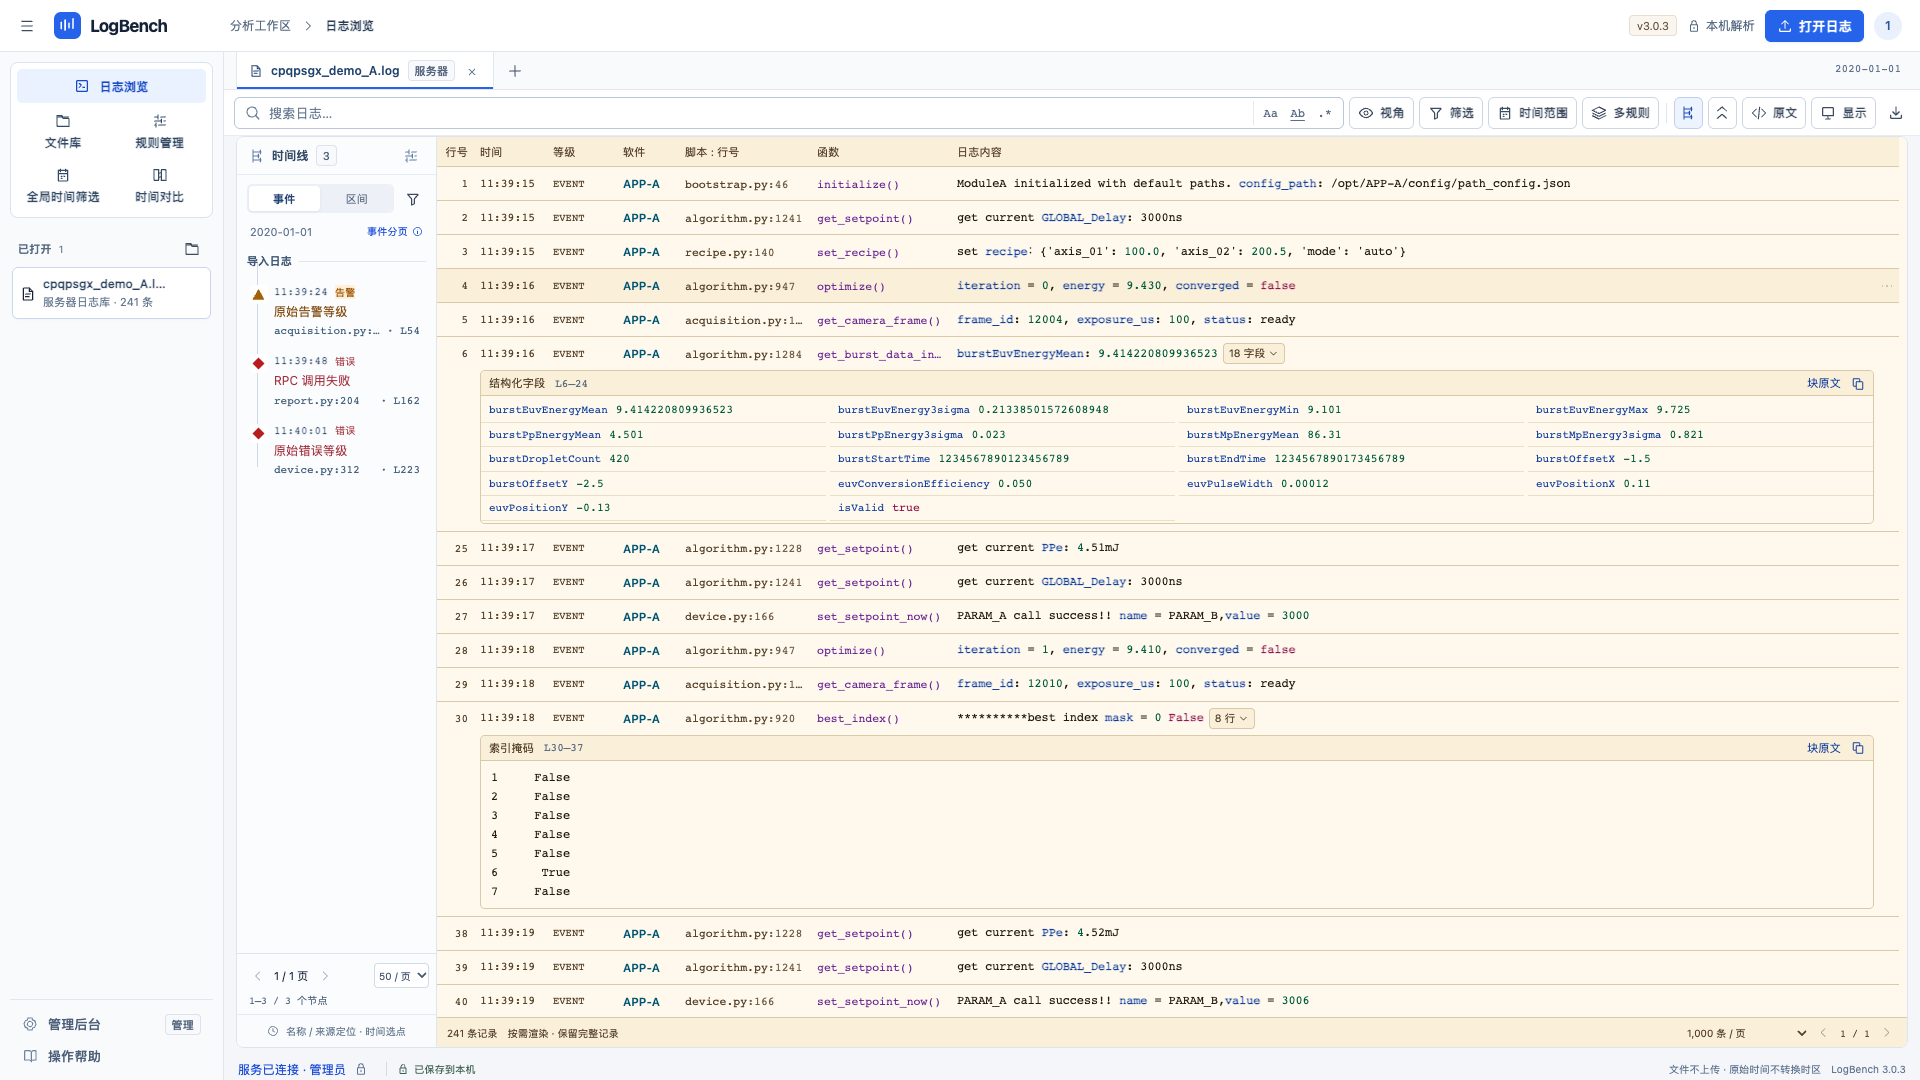 LogBench
分析工作区 > 日志浏览
v3.0.3
本机解析
打开日志
1
日志浏览
文件库
规则管理
全局时间筛选
时间对比
已打开 1
cpqpsgx_demo_A.l...
服务器日志库 · 241 条
管理后台 管理
操作帮助
cpqpsgx_demo_A.log 服务器
2020-01-01
搜索日志...
Aa Ab .*
视角
筛选
时间范围
多规则
原文
显示
时间线 3
事件 区间
2020-01-01 事件分页
导入日志
11:39:24 告警
原始告警等级
acquisition.py:… · L54
11:39:48 错误
RPC 调用失败
report.py:204 · L162
11:40:01 错误
原始错误等级
device.py:312 · L223
1 / 1 页
50 / 页
1–3 / 3 个节点
名称 / 来源定位 · 时间选点
行号 时间 等级 软件 脚本 : 行号 函数 日志内容
1 11:39:15 EVENT APP-A bootstrap.py:46 initialize() ModuleA initialized with default paths. config_path: /opt/APP-A/config/path_config.json
2 11:39:15 EVENT APP-A algorithm.py:1241 get_setpoint() get current GLOBAL_Delay: 3000ns
3 11:39:15 EVENT APP-A recipe.py:140 set_recipe() set recipe: {'axis_01': 100.0, 'axis_02': 200.5, 'mode': 'auto'}
4 11:39:16 EVENT APP-A algorithm.py:947 optimize() iteration = 0, energy = 9.430, converged = false ...
5 11:39:16 EVENT APP-A acquisition.py:1… get_camera_frame() frame_id: 12004, exposure_us: 100, status: ready
6 11:39:16 EVENT APP-A algorithm.py:1284 get_burst_data_in… burstEuvEnergyMean: 9.414220809936523 18 字段
结构化字段 L6–24 块原文
burstEuvEnergyMean 9.414220809936523 burstEuvEnergy3sigma 0.21338501572608948 burstEuvEnergyMin 9.101 burstEuvEnergyMax 9.725
burstPpEnergyMean 4.501 burstPpEnergy3sigma 0.023 burstMpEnergyMean 86.31 burstMpEnergy3sigma 0.821
burstDropletCount 420 burstStartTime 1234567890123456789 burstEndTime 1234567890173456789 burstOffsetX -1.5
burstOffsetY -2.5 euvConversionEfficiency 0.050 euvPulseWidth 0.00012 euvPositionX 0.11
euvPositionY -0.13 isValid true
25 11:39:17 EVENT APP-A algorithm.py:1228 get_setpoint() get current PPe: 4.51mJ
26 11:39:17 EVENT APP-A algorithm.py:1241 get_setpoint() get current GLOBAL_Delay: 3000ns
27 11:39:17 EVENT APP-A device.py:166 set_setpoint_now() PARAM_A call success!! name = PARAM_B,value = 3000
28 11:39:18 EVENT APP-A algorithm.py:947 optimize() iteration = 1, energy = 9.410, converged = false
29 11:39:18 EVENT APP-A acquisition.py:1… get_camera_frame() frame_id: 12010, exposure_us: 100, status: ready
30 11:39:18 EVENT APP-A algorithm.py:920 best_index() **********best index mask = 0 False 8 行
索引掩码 L30–37 块原文
1 False
2 False
3 False
4 False
5 False
6 True
7 False
38 11:39:19 EVENT APP-A algorithm.py:1228 get_setpoint() get current PPe: 4.52mJ
39 11:39:19 EVENT APP-A algorithm.py:1241 get_setpoint() get current GLOBAL_Delay: 3000ns
40 11:39:19 EVENT APP-A device.py:166 set_setpoint_now() PARAM_A call success!! name = PARAM_B,value = 3006
241 条记录 按需渲染 · 保留完整记录
1,000 条 / 页
1 / 1
服务已连接 · 管理员
已保存到本机
文件不上传 · 原始时间不转换时区 LogBench 3.0.3